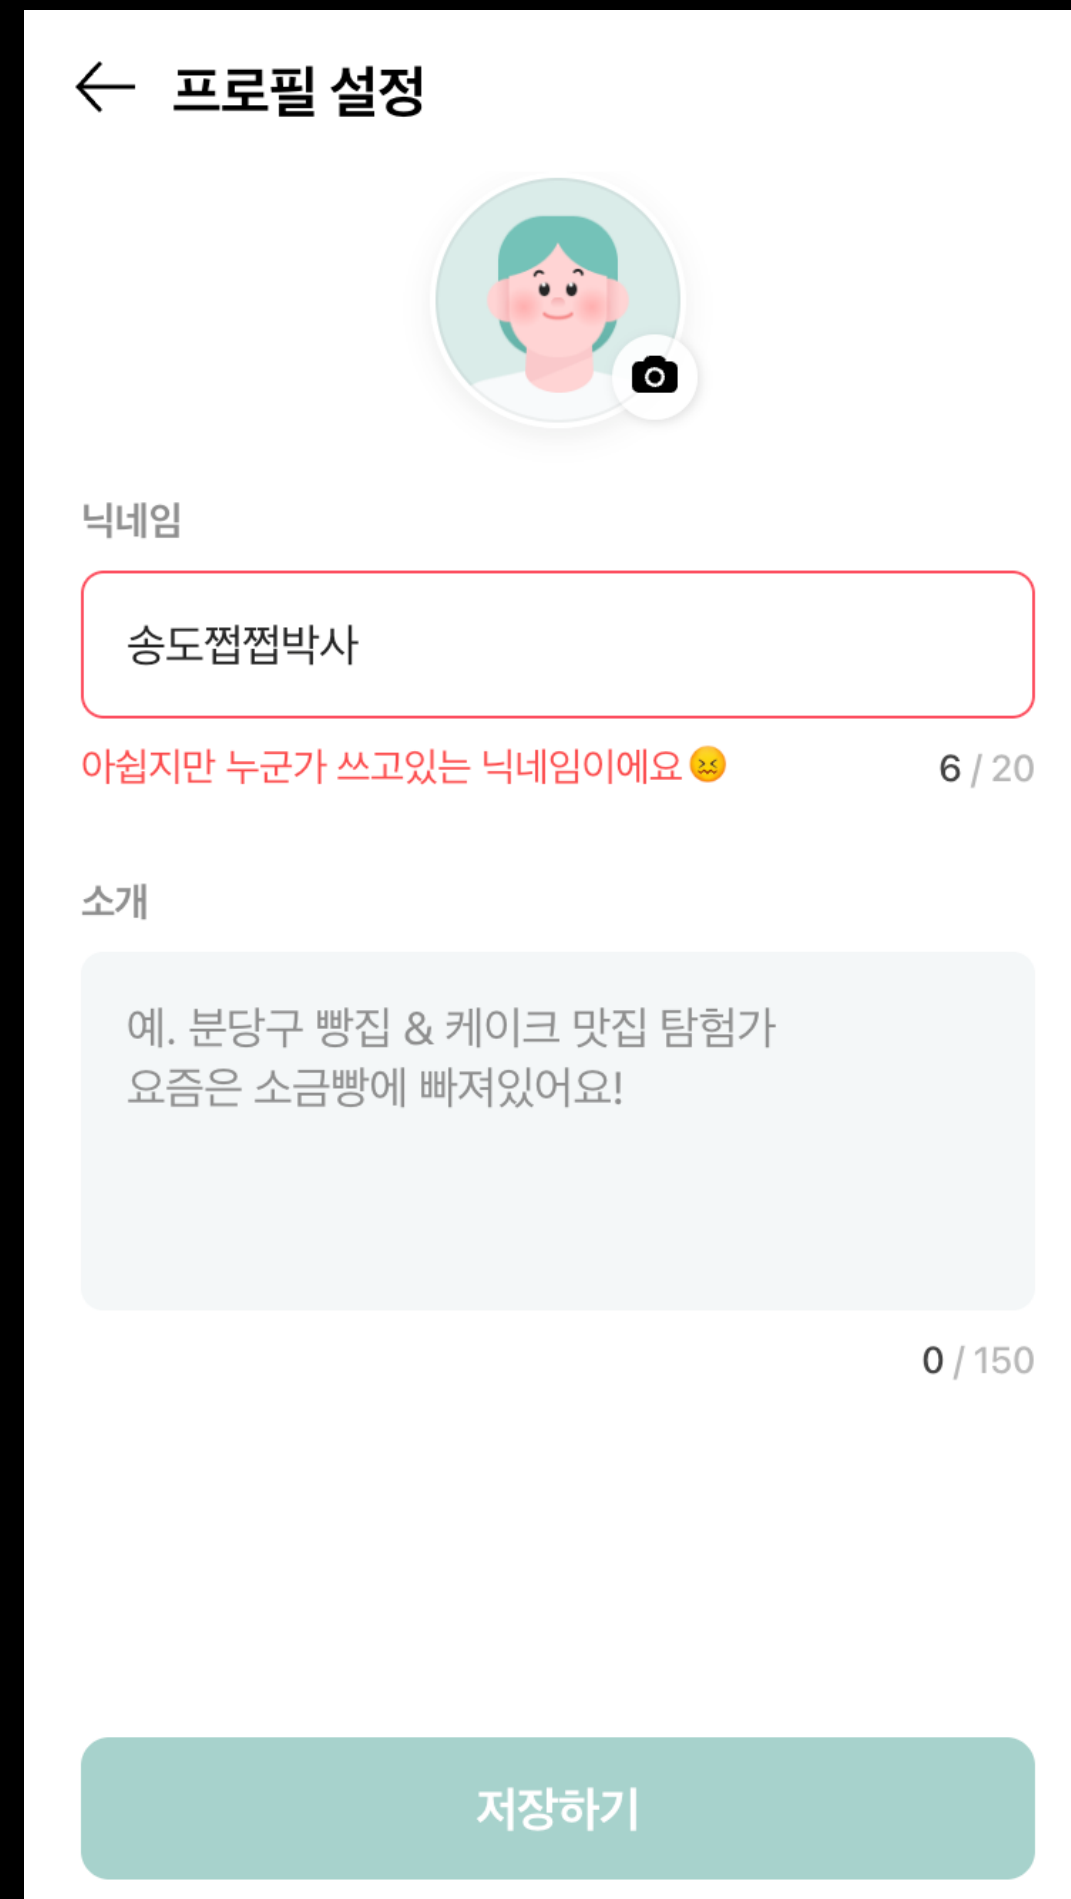 프로필 설정
닉네임
송도쩝쩝박사
아쉽지만 누군가 쓰고있는 닉네임이에요😖 6 / 20
소개
예. 분당구 빵집 & 케이크 맛집 탐험가
요즘은 소금빵에 빠져있어요!
0 / 150
저장하기